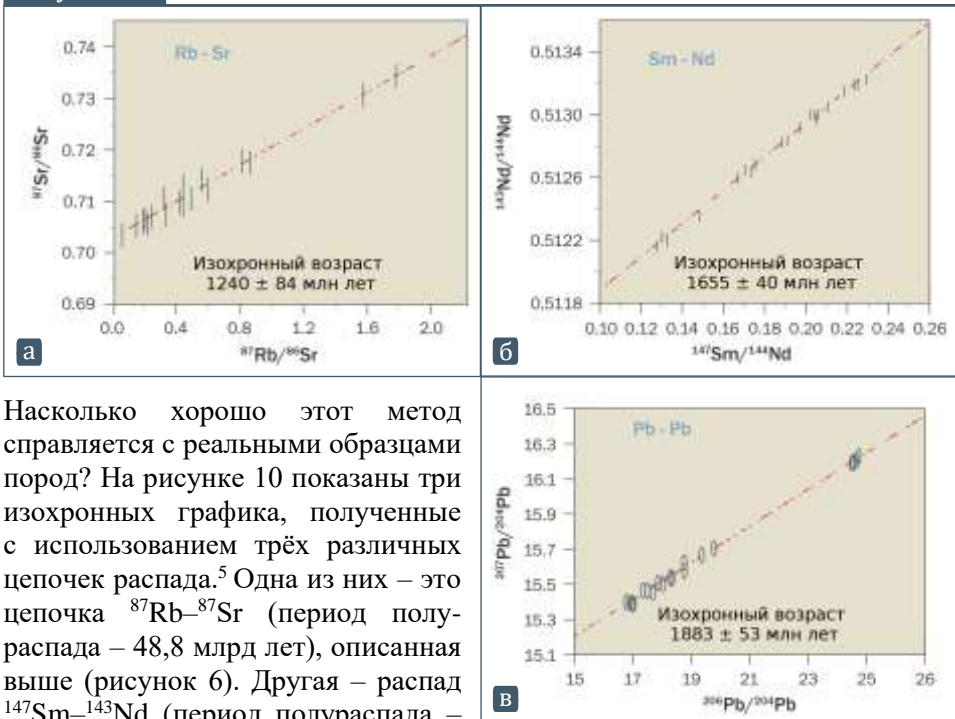 Rb - Sr
⁸⁷Sr/⁸⁶Sr
0.74
0.73
0.72
0.71
0.70
0.69
Изохронный возраст
1240 ± 84 млн лет
0.0 0.4 0.8 1.2 1.6 2.0
⁸⁷Rb/⁸⁶Sr
а
Sm - Nd
¹⁴³Nd/¹⁴⁴Nd
0.5134
0.5130
0.5126
0.5122
0.5118
Изохронный возраст
1655 ± 40 млн лет
0.10 0.12 0.14 0.16 0.18 0.20 0.22 0.24 0.26
¹⁴⁷Sm/¹⁴⁴Nd
б
Насколько хорошо этот метод
справляется с реальными образцами
пород? На рисунке 10 показаны три
изохронных графика, полученные
с использованием трёх различных
цепочек распада.⁵ Одна из них – это
цепочка ⁸⁷Rb–⁸⁷Sr (период полу-
распада – 48,8 млрд лет), описанная
выше (рисунок 6). Другая – распад
¹⁴⁷Sm–¹⁴³Nd (период полураспада –
Pb - Pb
²⁰⁷Pb/²⁰⁴Pb
16.5
16.3
16.1
15.9
15.7
15.5
15.3
15.1
Изохронный возраст
1883 ± 53 млн лет
15 17 19 21 23 25 26
²⁰⁶Pb/²⁰⁴Pb
в